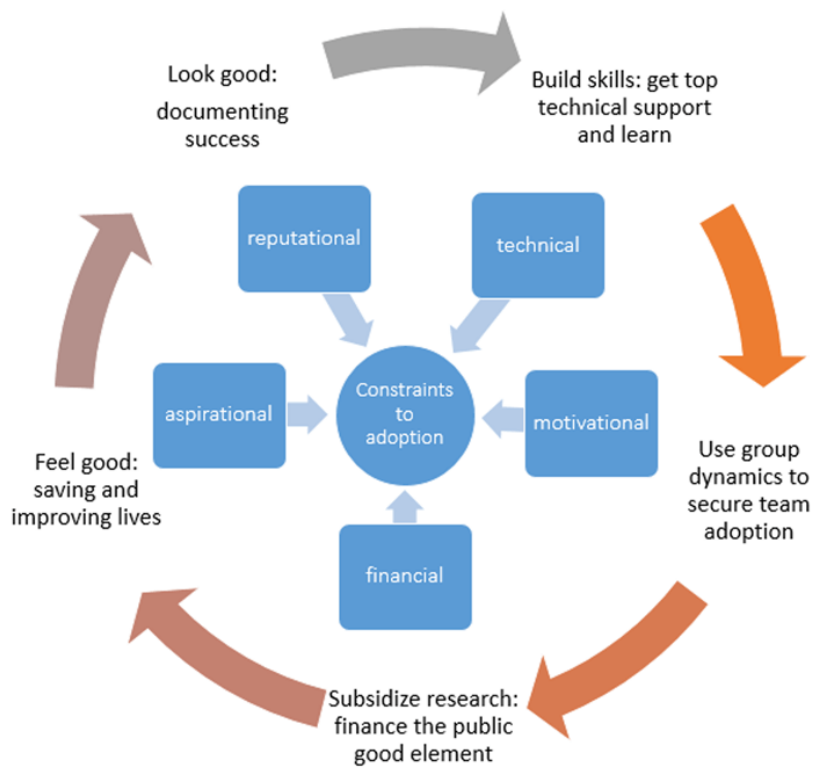 Look good:
documenting
success
Build skills: get top
technical support
and learn
reputational
technical
Constraints
to
adoption
aspirational
motivational
Feel good:
saving and
improving lives
Use group
dynamics to
secure team
adoption
financial
Subsidize research:
finance the public
good element